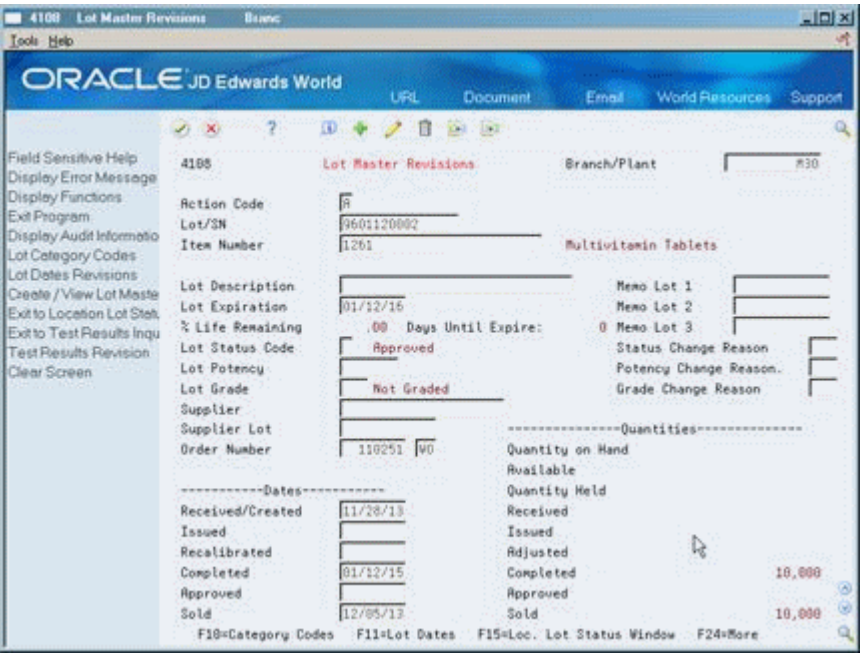 4108 Lot Master Revisions
Tools Help
ORACLE JD Edwards World
URL Document Email World Resources Support
4108 Lot Master Revisions Branch/Plant M30
Field Sensitive Help
Display Error Message
Display Functions
Exit Program
Display Audit Informatio
Lot Category Codes
Lot Dates Revisions
Create / View Lot Maste
Exit to Location Lot Statu
Exit to Test Results Inqu
Test Results Revision
Clear Screen
Action Code A
Lot/SN 9601120002
Item Number 1261 Multivitamin Tablets
Lot Description Memo Lot 1
Lot Expiration 01/12/16 Memo Lot 2
% Life Remaining .00 Days Until Expire: 0 Memo Lot 3
Lot Status Code Approved Status Change Reason
Lot Potency Potency Change Reason.
Lot Grade Not Graded Grade Change Reason
Supplier
Supplier Lot --------------Quantities-------------
Order Number 110251 WO Quantity on Hand
Available
-----------Dates----------- Quantity Held
Received/Created 11/28/13 Received
Issued Issued
Recalibrated Adjusted
Completed 01/12/15 Completed 10,000
Approved Approved
Sold 12/05/13 Sold 10,000
F10=Category Codes F11=Lot Dates F15=Loc. Lot Status Window F24=More